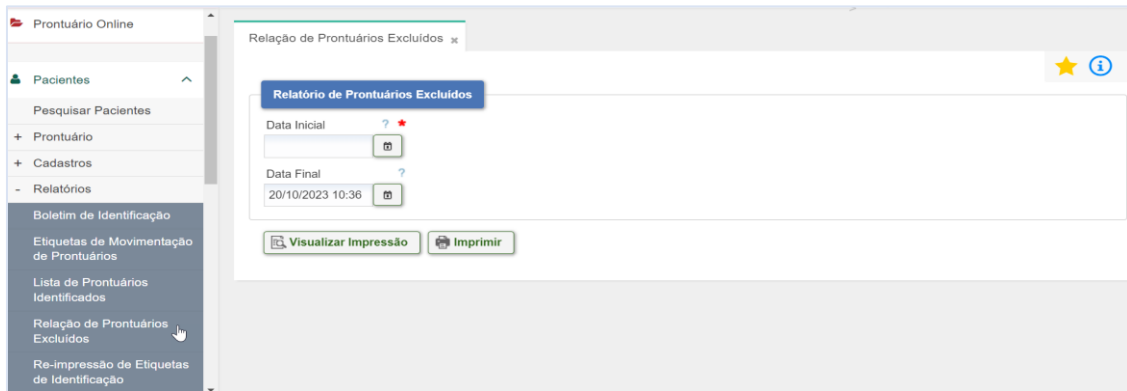 Prontuário Online
Pacientes
Pesquisar Pacientes
+ Prontuário
+ Cadastros
- Relatórios
Boletim de Identificação
Etiquetas de Movimentação
de Prontuários
Lista de Prontuários
Identificados
Relação de Prontuários
Excluídos
Re-impressão de Etiquetas
de Identificação
Relação de Prontuários Excluídos
Relatório de Prontuários Excluídos
Data Inicial ? *
Data Final ?
20/10/2023 10:36
Visualizar Impressão
Imprimir